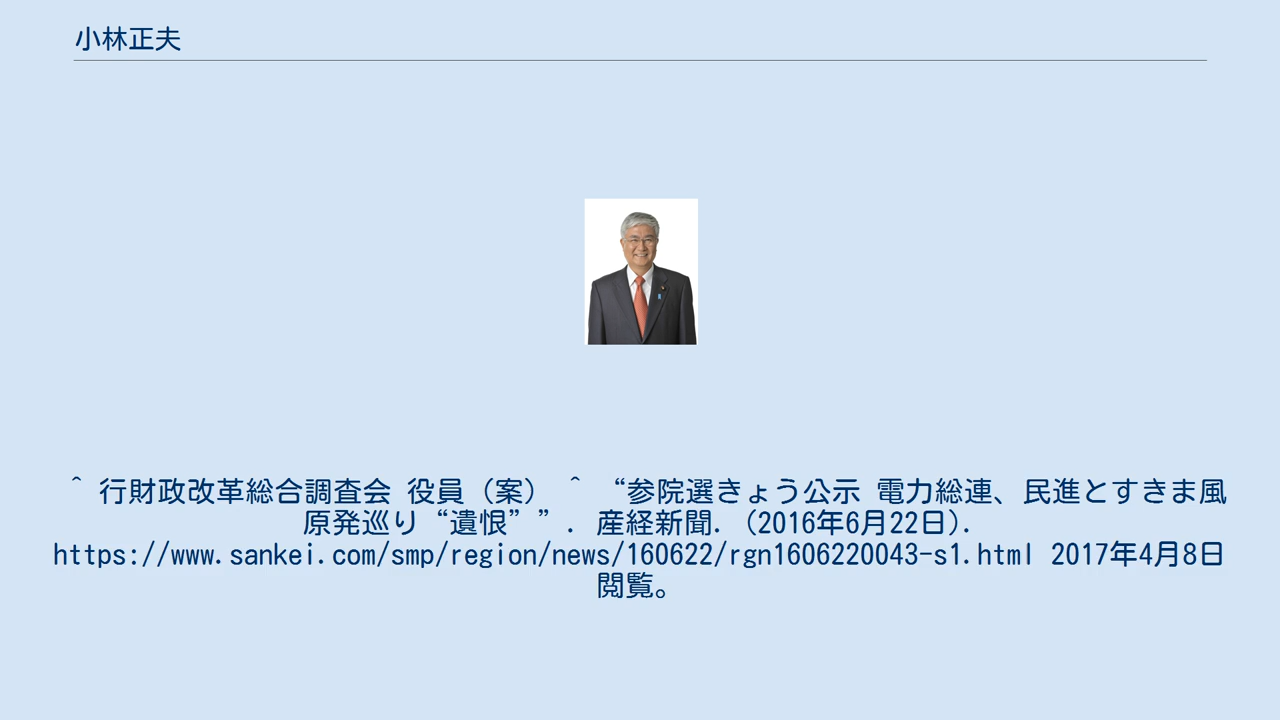 小林正夫
^ 行財政改革総合調査会 役員（案） ^ “参院選きょう公示 電力総連、民進とすきま風
原発巡り“遺恨””. 産経新聞. (2016年6月22日).
https://www.sankei.com/smp/region/news/160622/rgn1606220043-s1.html 2017年4月8日
閲覧。